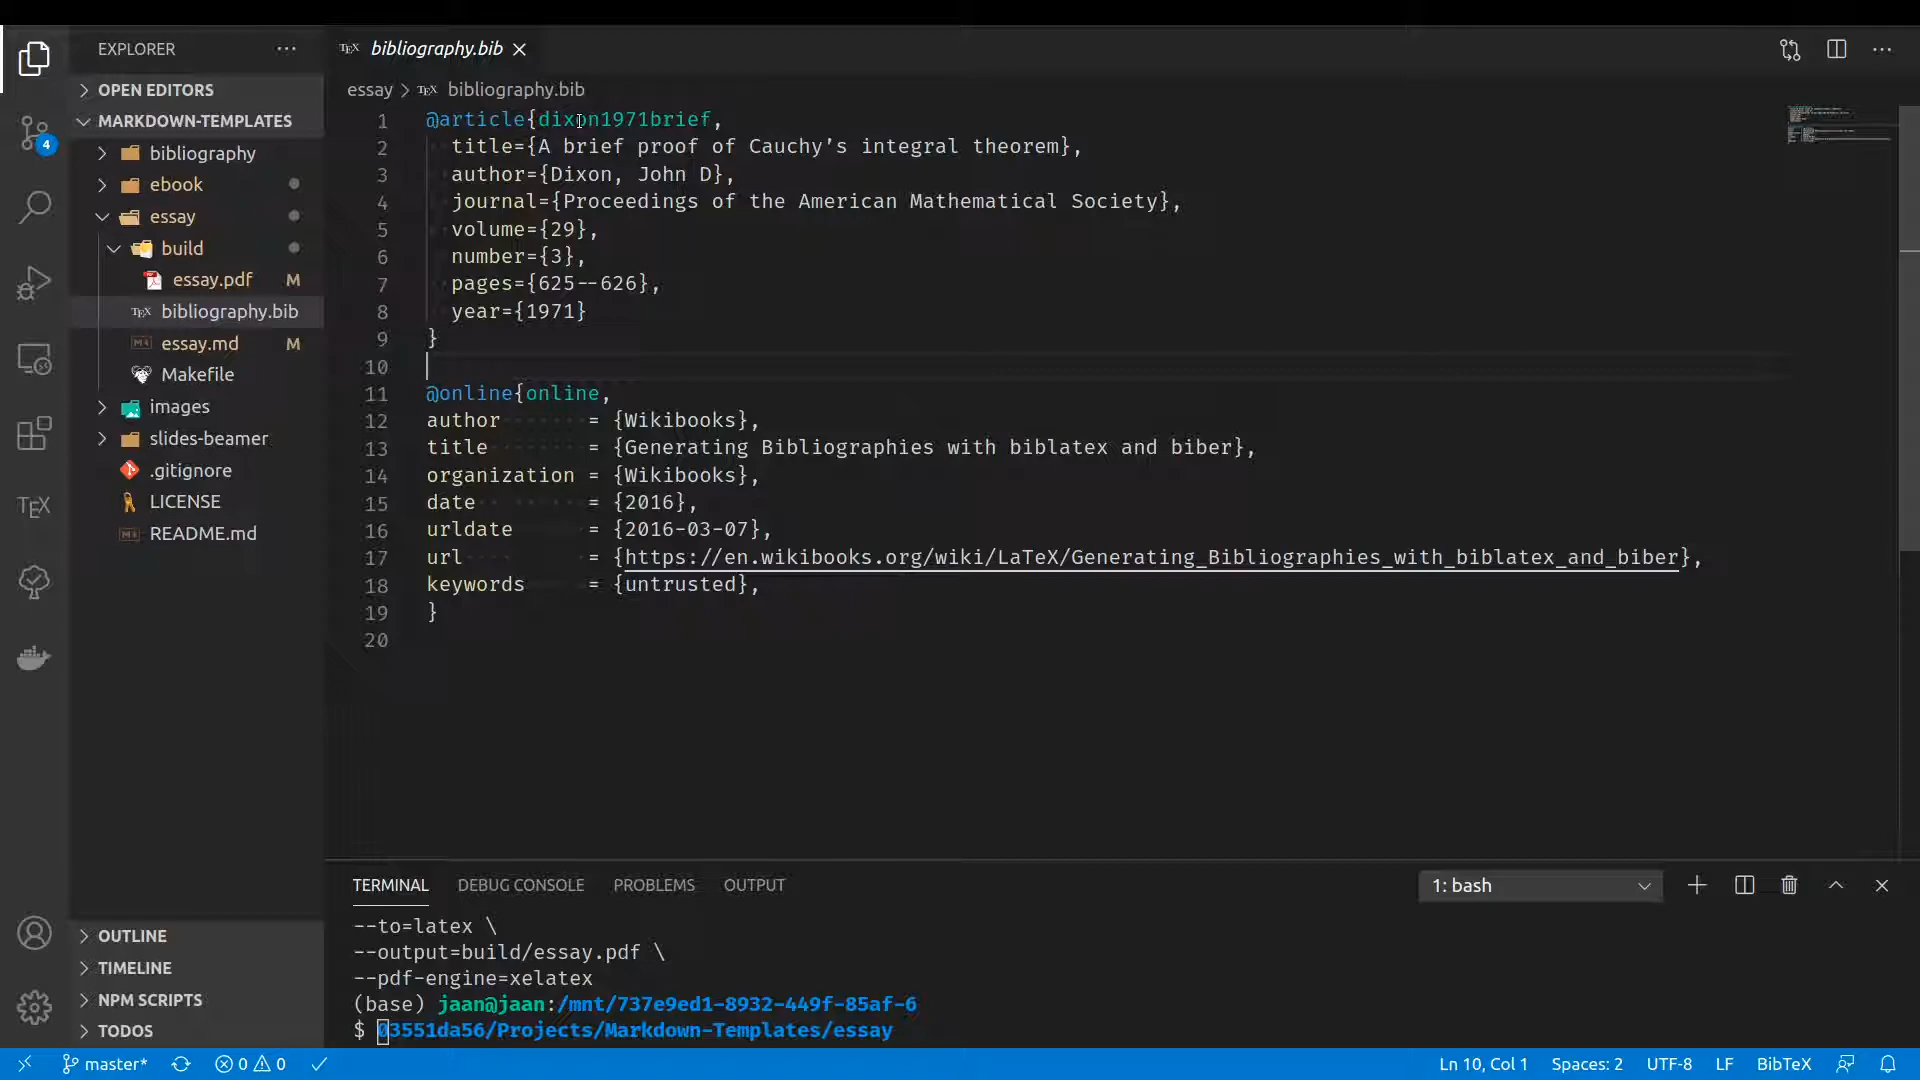 EXPLORER
OPEN EDITORS
MARKDOWN-TEMPLATES
bibliography
ebook
essay
build
essay.pdf M
TEX bibliography.bib
essay.md M
Makefile
images
slides-beamer
.gitignore
LICENSE
README.md
OUTLINE
TIMELINE
NPM SCRIPTS
TODOS
4
TEX
TEX bibliography.bib
essay > TEX bibliography.bib
1 @article{dixon1971brief,
2 title={A brief proof of Cauchy's integral theorem},
3 author={Dixon, John D},
4 journal={Proceedings of the American Mathematical Society},
5 volume={29},
6 number={3},
7 pages={625--626},
8 year={1971}
9 }
10
11 @online{online,
12 author = {Wikibooks},
13 title = {Generating Bibliographies with biblatex and biber},
14 organization = {Wikibooks},
15 date = {2016},
16 urldate = {2016-03-07},
17 url = {https://en.wikibooks.org/wiki/LaTeX/Generating_Bibliographies_with_biblatex_and_biber},
18 keywords = {untrusted},
19 }
20
TERMINAL DEBUG CONSOLE PROBLEMS OUTPUT 1: bash
--to=latex \
--output=build/essay.pdf \
--pdf-engine=xelatex
(base) jaan@jaan:/mnt/737e9ed1-8932-449f-85af-6
$ 03551da56/Projects/Markdown-Templates/essay
master* 0 0 Ln 10, Col 1 Spaces: 2 UTF-8 LF BibTeX